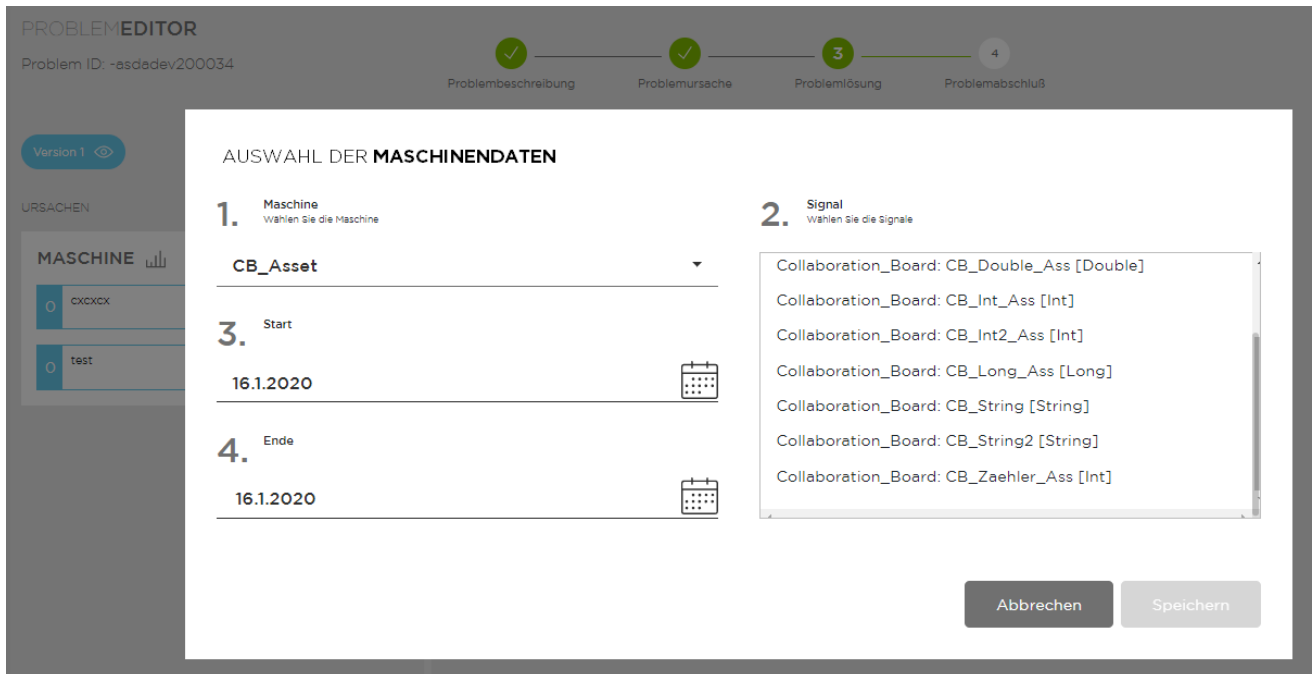 PROBLEMEDITOR
Problem ID: -asdadev200034
3
4
Problembeschreibung
Problemursache
Problemlösung
Problemabschluß
Version 1
URSACHEN
MASCHINE
O
cxcxcx
O
test
AUSWAHL DER MASCHINENDATEN
1.
Maschine
Wählen Sie die Maschine
CB_Asset
2.
Signal
Wählen Sie die Signale
Collaboration_Board: CB_Double_Ass [Double]
Collaboration_Board: CB_Int_Ass [Int]
Collaboration_Board: CB_Int2_Ass [Int]
Collaboration_Board: CB_Long_Ass [Long]
Collaboration_Board: CB_String [String]
Collaboration_Board: CB_String2 [String]
Collaboration_Board: CB_Zaehler_Ass [Int]
3.
Start
16.1.2020
4.
Ende
16.1.2020
Abbrechen
Speichern